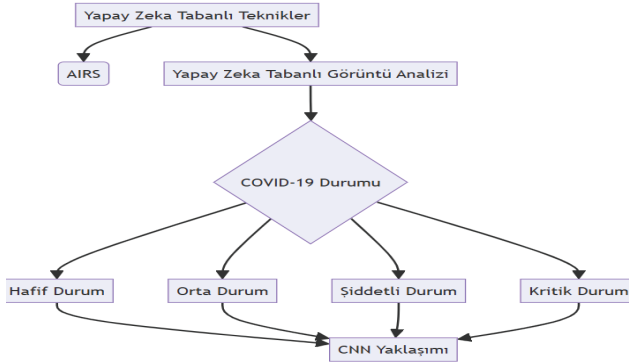 Yapay Zeka Tabanlı Teknikler
AIRS
Yapay Zeka Tabanlı Görüntü Analizi
COVID-19 Durumu
Hafif Durum
Orta Durum
Şiddetli Durum
Kritik Durum
CNN Yaklaşımı